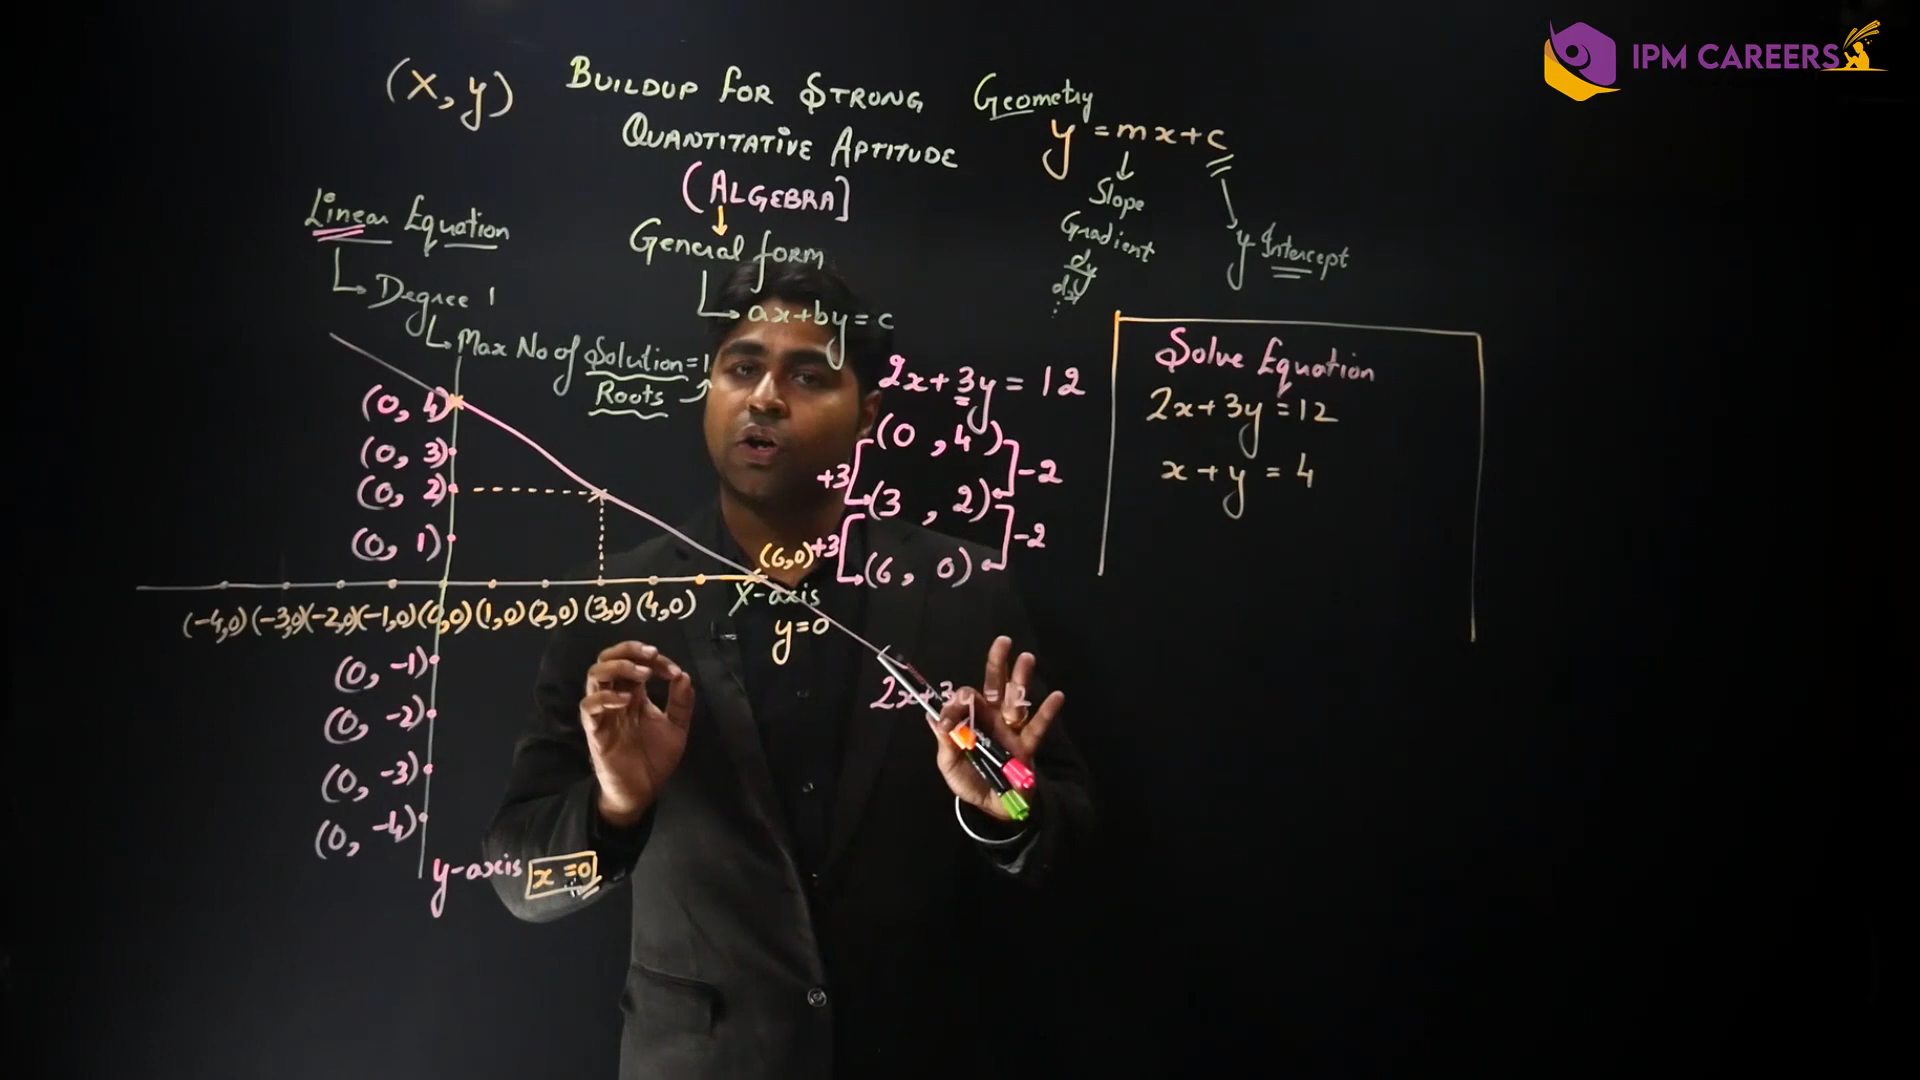 IPM CAREERS
(x, y)
BUILDUP FOR STRONG
QUANTITATIVE APTITUDE
(ALGEBRA]
General form
ax+by=c
Geometry
y = mx+c
Slope
Gradient
dy
dx
y-Intercept
Linear Equation
Degree 1
Max No of Solution=1
Roots
(0, 4)
(0, 3)
(0, 2)
(0, 1)
(-4,0) (-3,0) (-2,0) (-1,0) (0,0) (1,0) (2,0) (3,0) (4,0)
(0, -1)
(0, -2)
(0, -3)
(0, -4)
y-axis x=0
(6,0)
X-axis
y=0
2x+3y=12
2x+3y=12
(0, 4)
+3 -2
(3, 2)
+3 -2
(6, 0)
Solve Equation
2x+3y=12
x+y=4